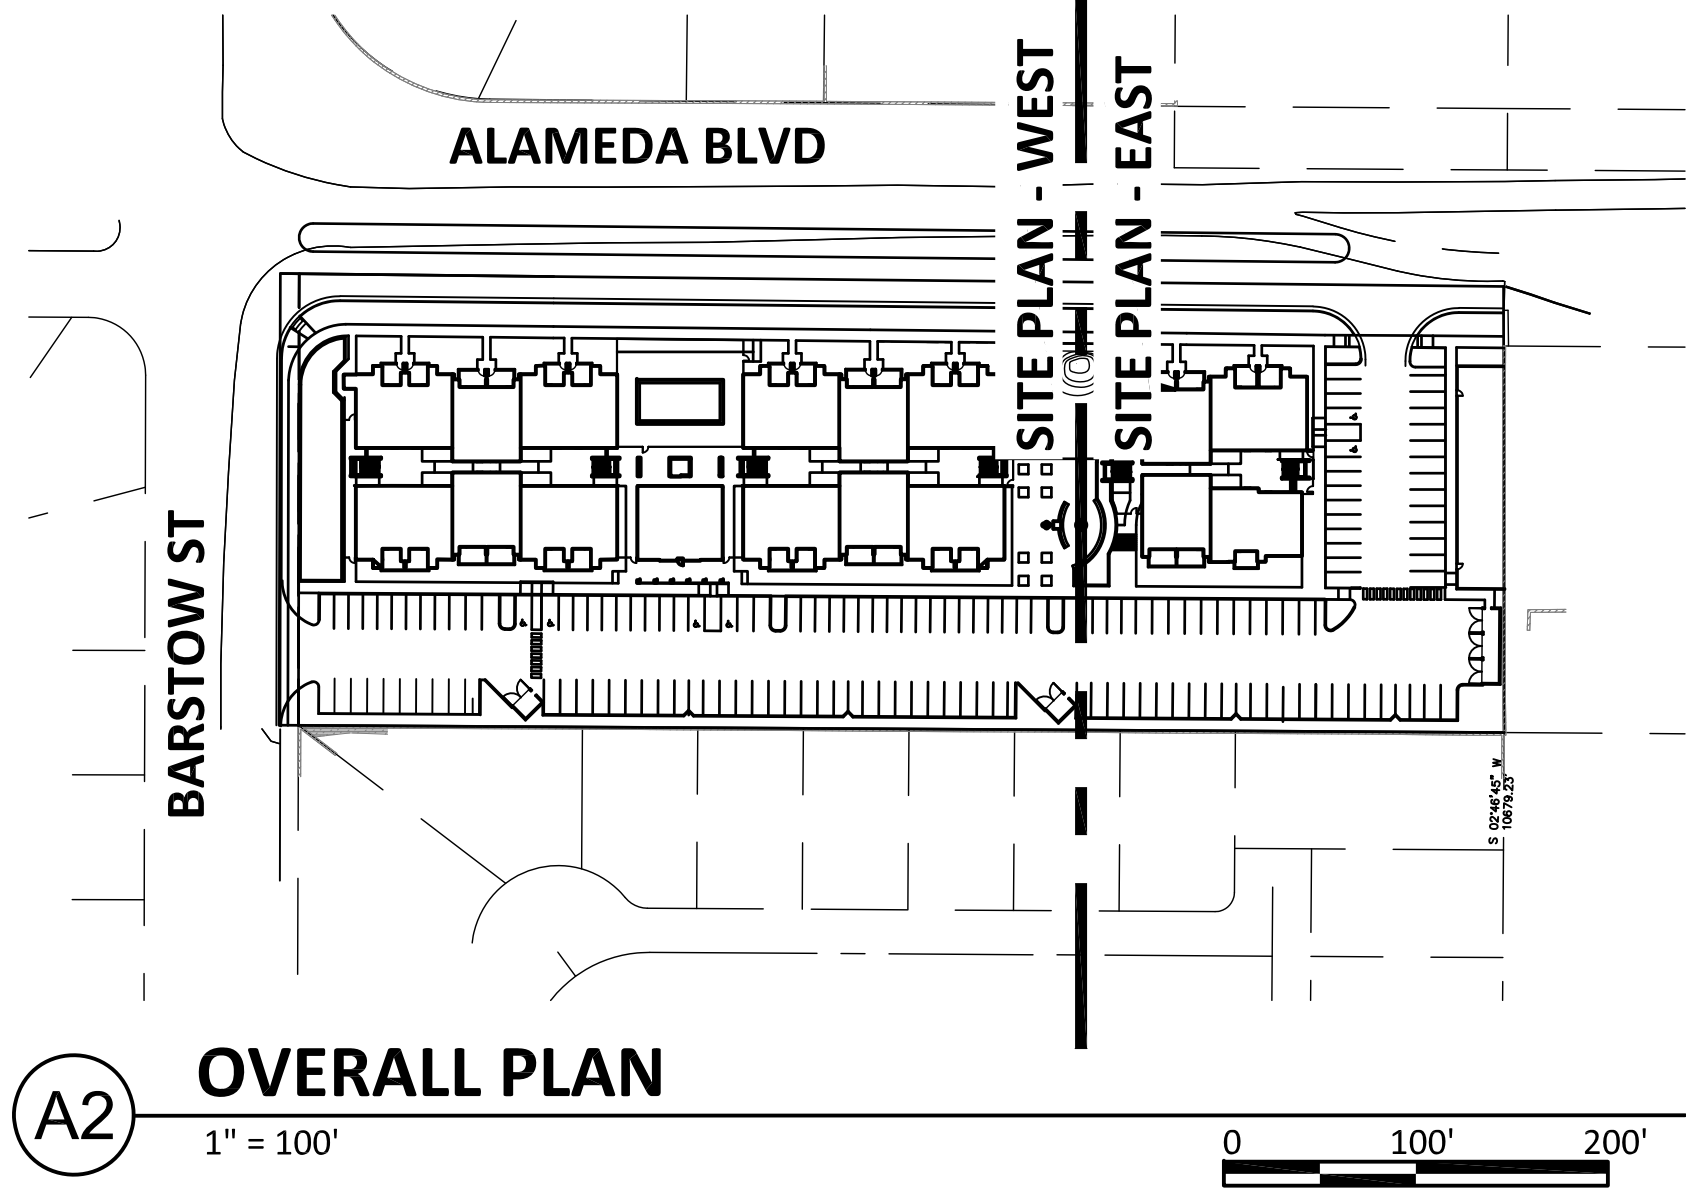 ALAMEDA BLVD
SITE PLAN - WEST
SITE PLAN - EAST
BARSTOW ST
S 02°46'45" W
10679.23'
OVERALL PLAN
A2
1" = 100'
0 100' 200'